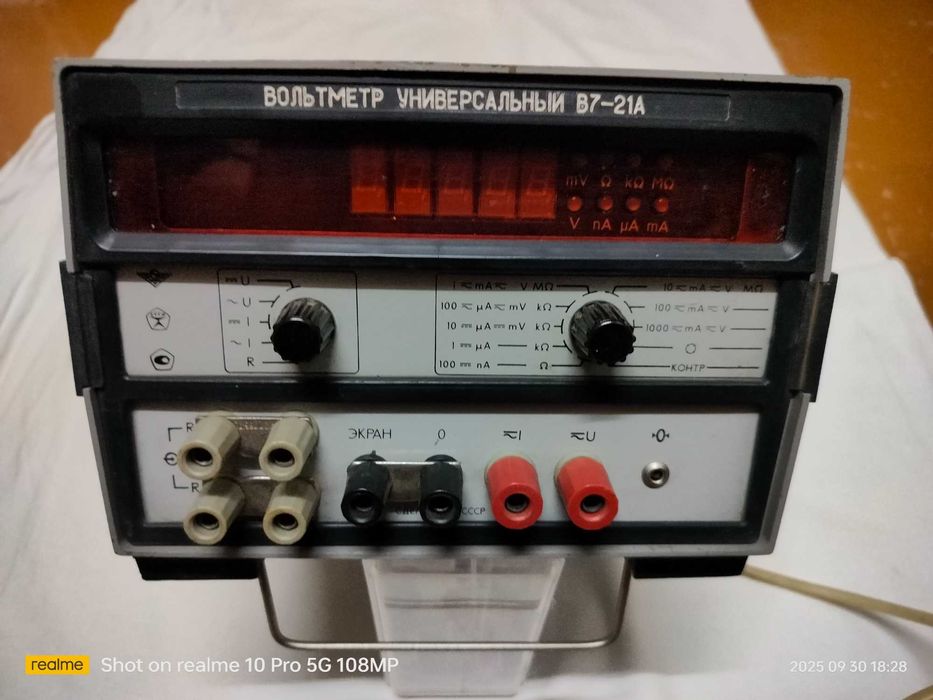 ВОЛЬТМЕТР УНИВЕРСАЛЬНЫЙ В7-21А
mV Ω kΩ MΩ
V nA μA mA
⎓U
~U
⎓I
~I
R
1 ≂ mA ≂ V MΩ
100 ≂ μA ≂ mV kΩ
10 ⎓ μA ⎓ mV kΩ
1 ⎓ μA kΩ
100 ⎓ nA Ω
10 ≂ mA ≂ V MΩ
100 ≂ mA ≂ V
1000 ≂ mA ≂ V
КОНТР
R
R
ЭКРАН
0
≂I
≂U
›0‹
СССР
realme
Shot on realme 10 Pro 5G 108MP
2025 09 30 18:28